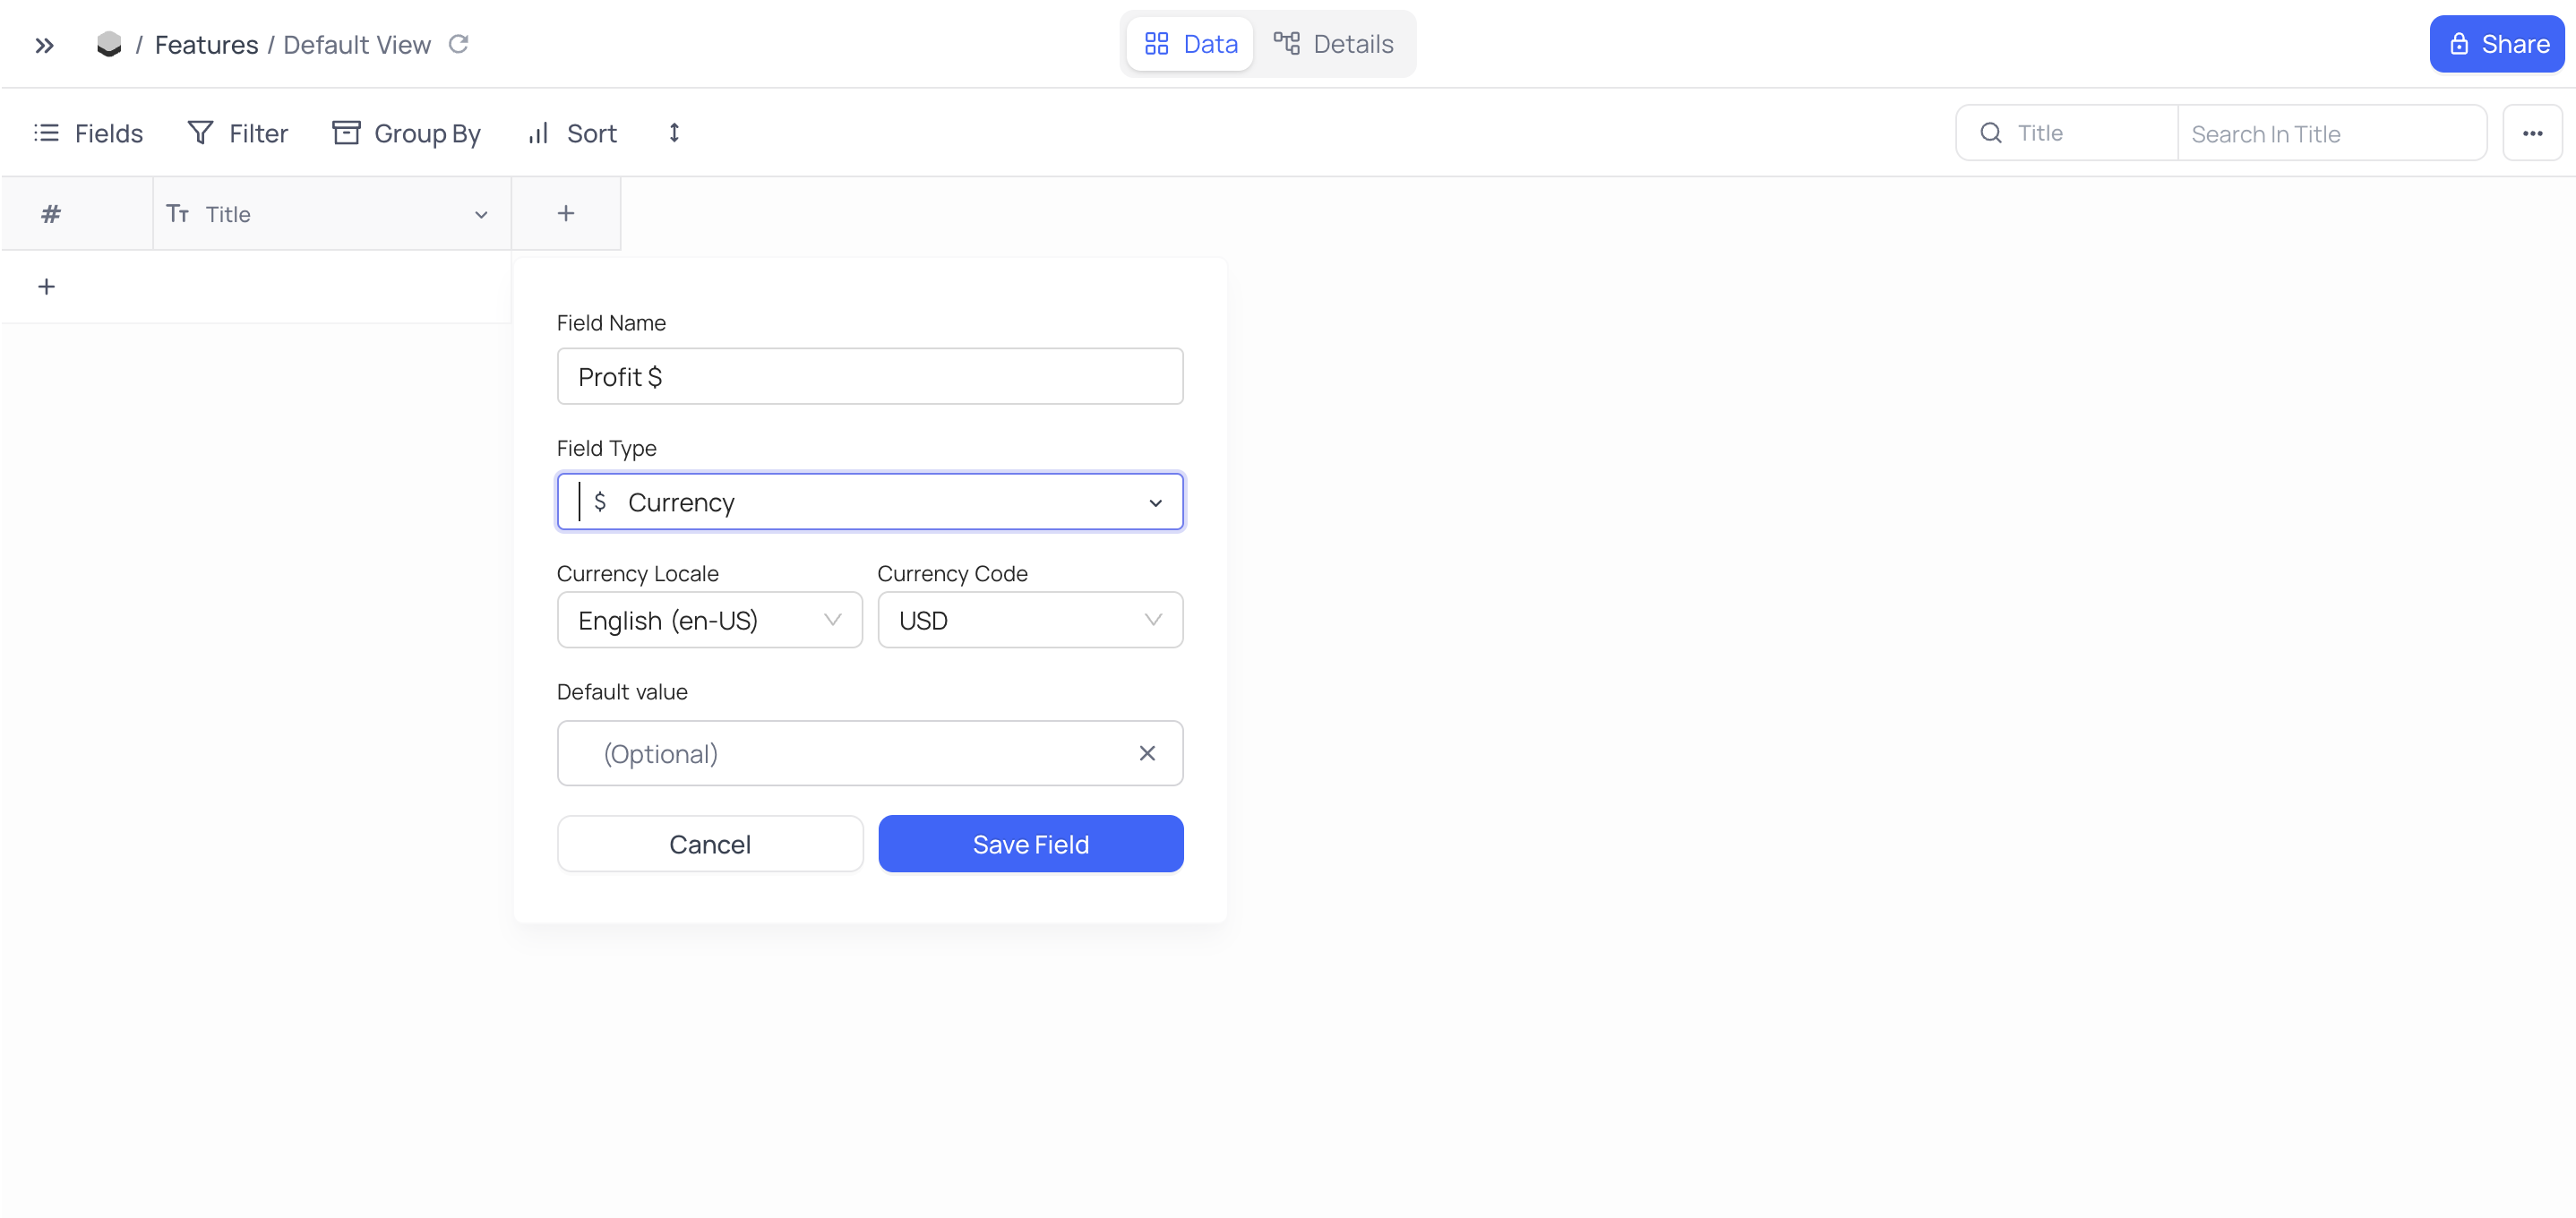 / Features / Default View
Data
Details
Share
Fields
Filter
Group By
Sort
Title
Search In Title
#
Tт Title
+
+
Field Name
Profit $
Field Type
$ Currency
Currency Locale
Currency Code
English (en-US)
USD
Default value
(Optional)
Cancel
Save Field